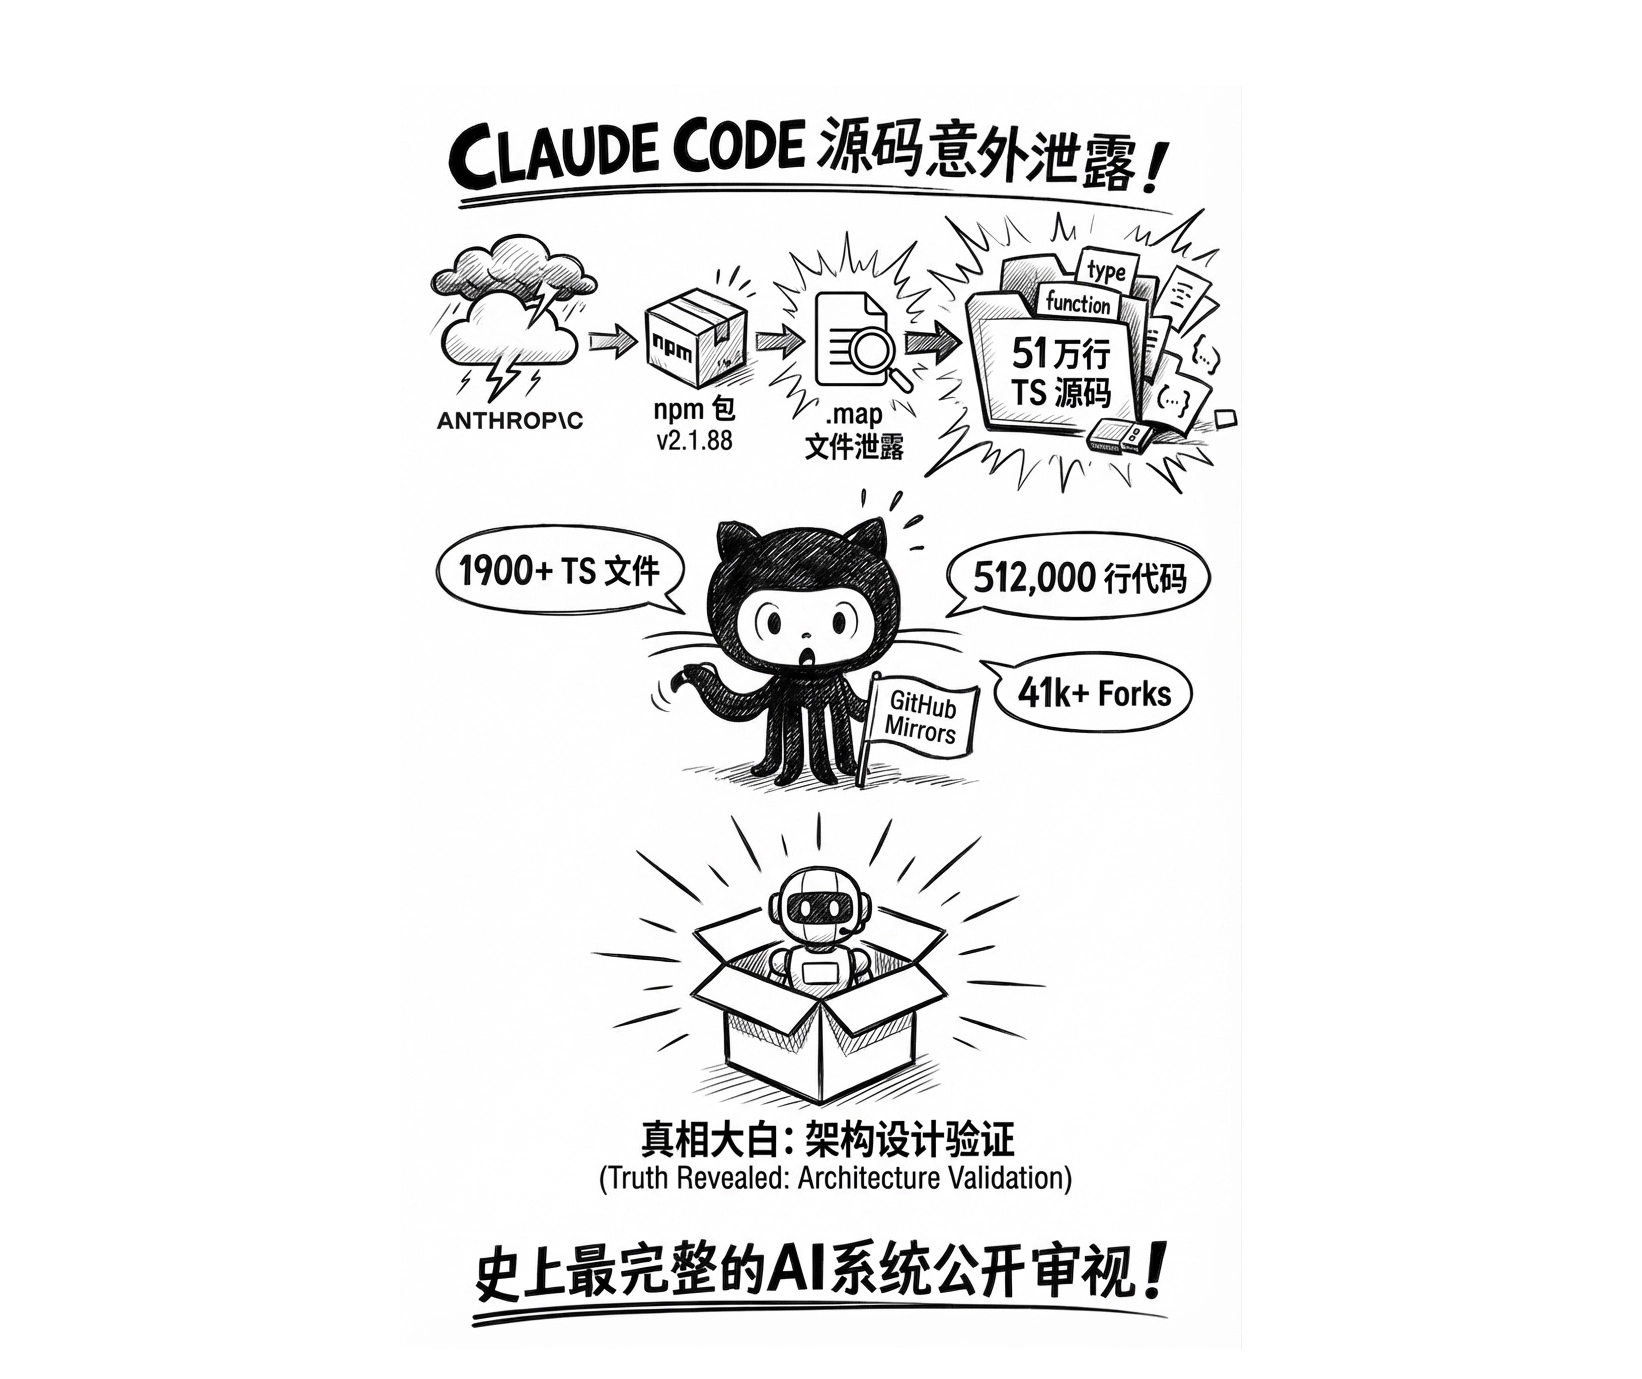 CLAUDE CODE 源码意外泄露!
type
function
51万行
TS 源码
npm
ANTHROP\C
npm 包
v2.1.88
.map
文件泄露
{...}
{...}
1900+ TS 文件
512,000 行代码
41k+ Forks
GitHub
Mirrors
真相大白：架构设计验证
(Truth Revealed: Architecture Validation)
史上最完整的AI系统公开审视!